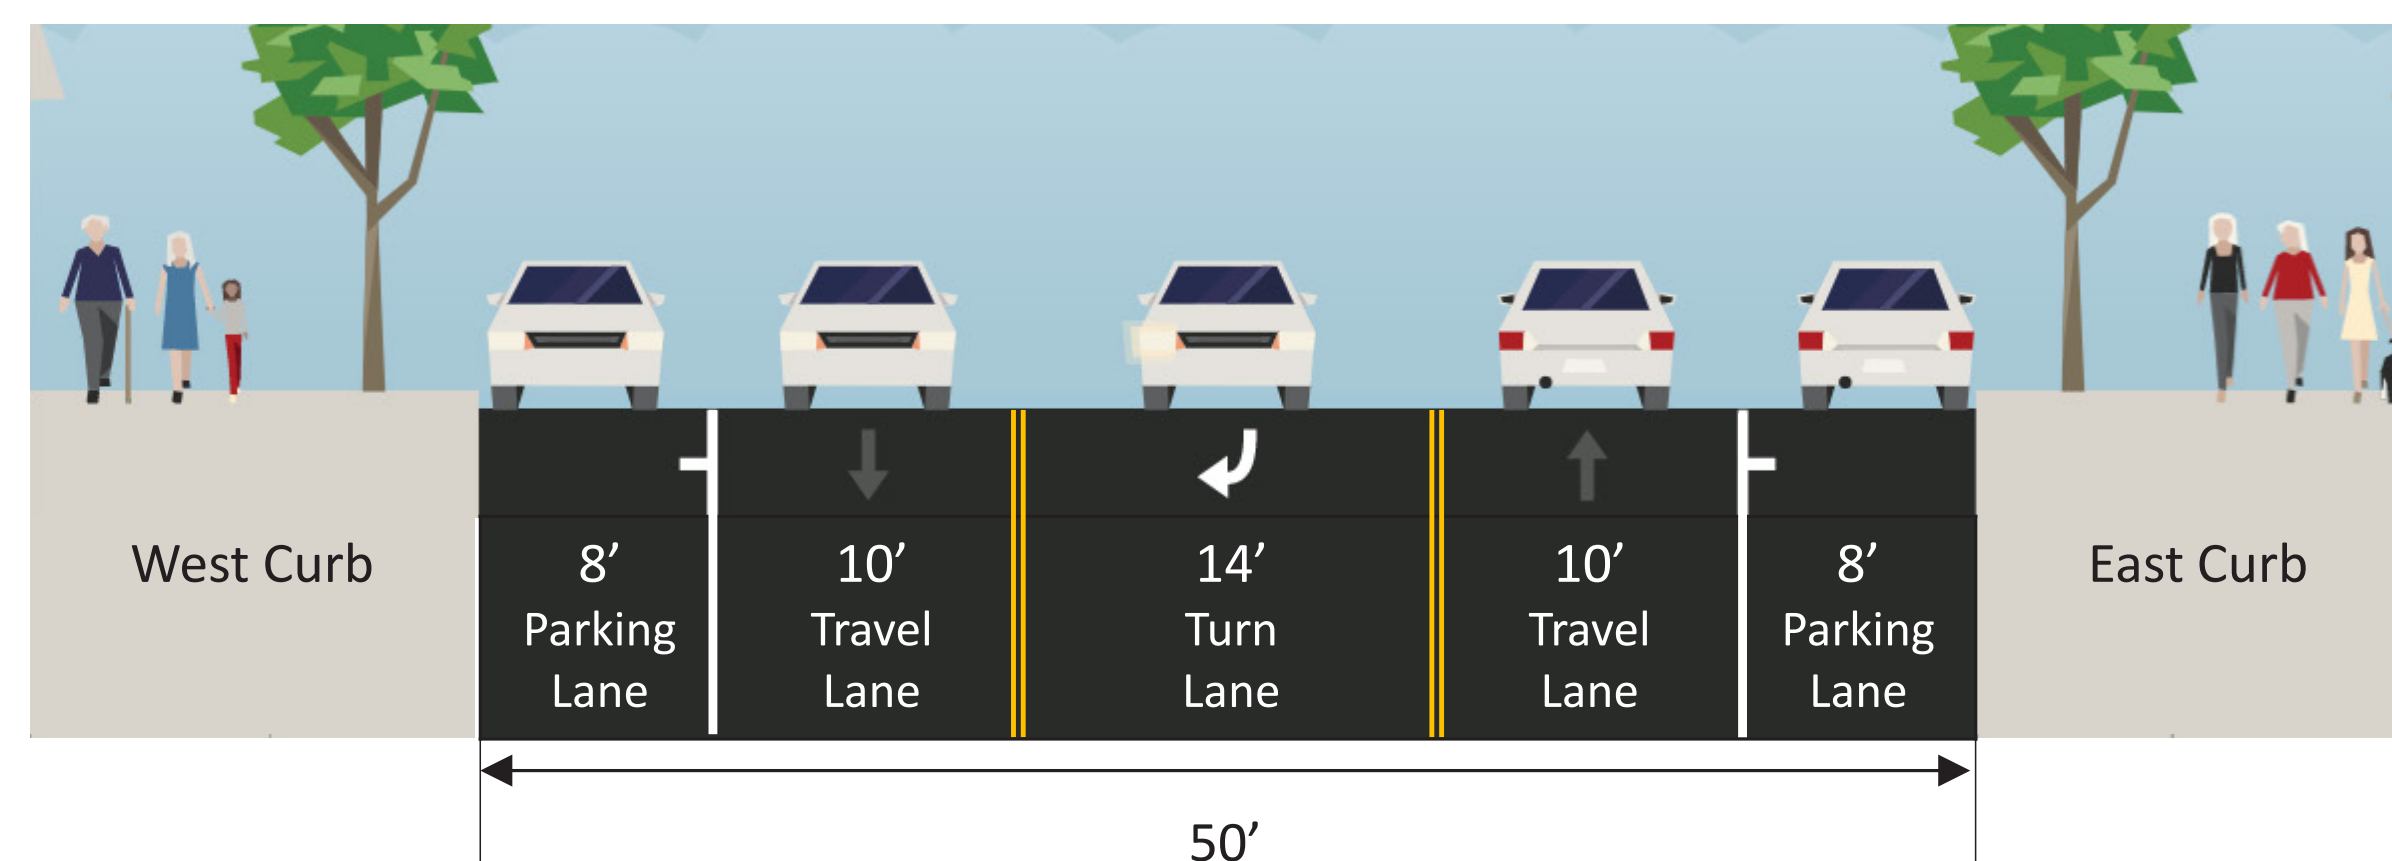 West Curb
8’
Parking
Lane
10’
Travel
Lane
14’
Turn
Lane
10’
Travel
Lane
8’
Parking
Lane
East Curb
50’